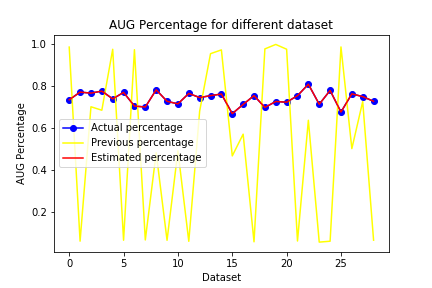 AUG Percentage for different dataset
1.0
0.8
0.6
0.4
0.2
AUG Percentage
Actual percentage
Previous percentage
Estimated percentage
0 5 10 15 20 25
Dataset